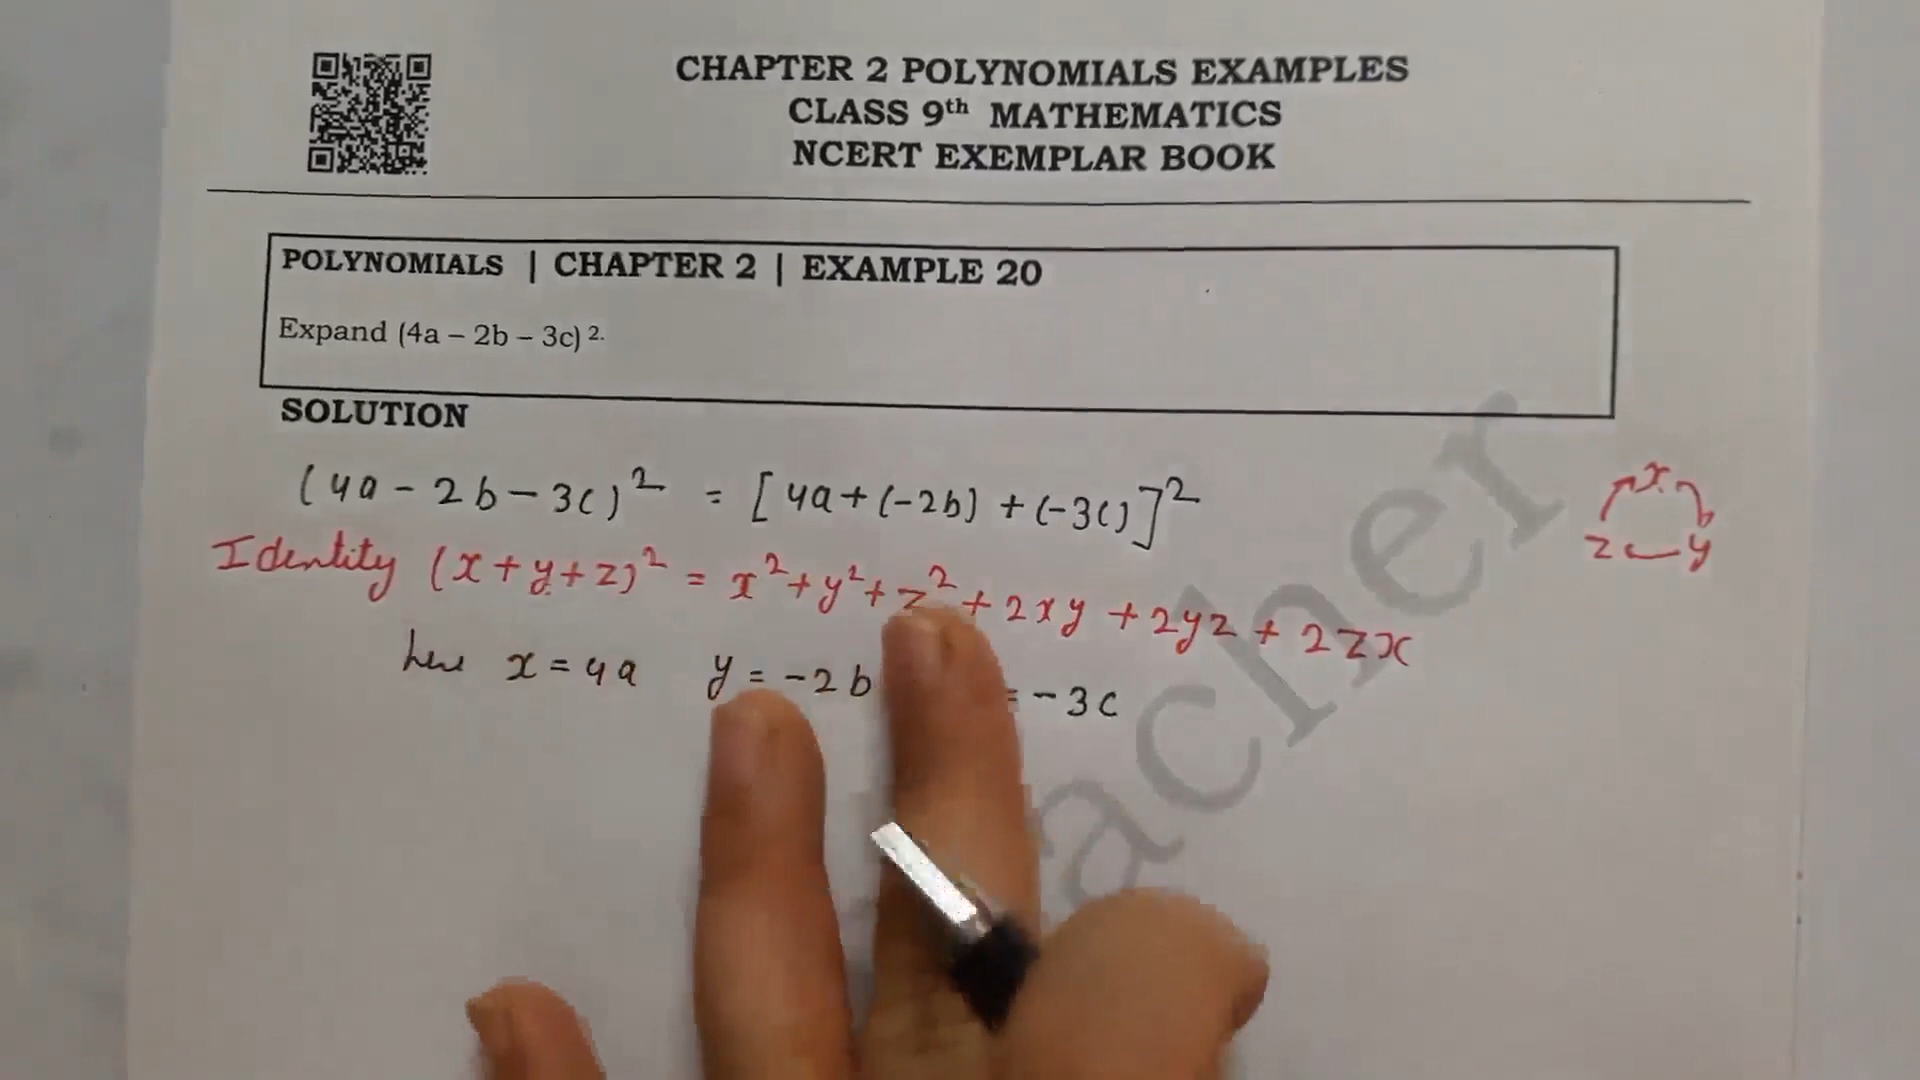 CHAPTER 2 POLYNOMIALS EXAMPLES
CLASS 9th MATHEMATICS
NCERT EXEMPLAR BOOK
POLYNOMIALS | CHAPTER 2 | EXAMPLE 20
Expand (4a – 2b – 3c) 2.
SOLUTION
(4a - 2b - 3c)² = [4a + (-2b) + (-3c)]²
x
z y
Identity (x + y + z)² = x² + y² + z² + 2xy + 2yz + 2zx
here x = 4a y = -2b = -3c
acher